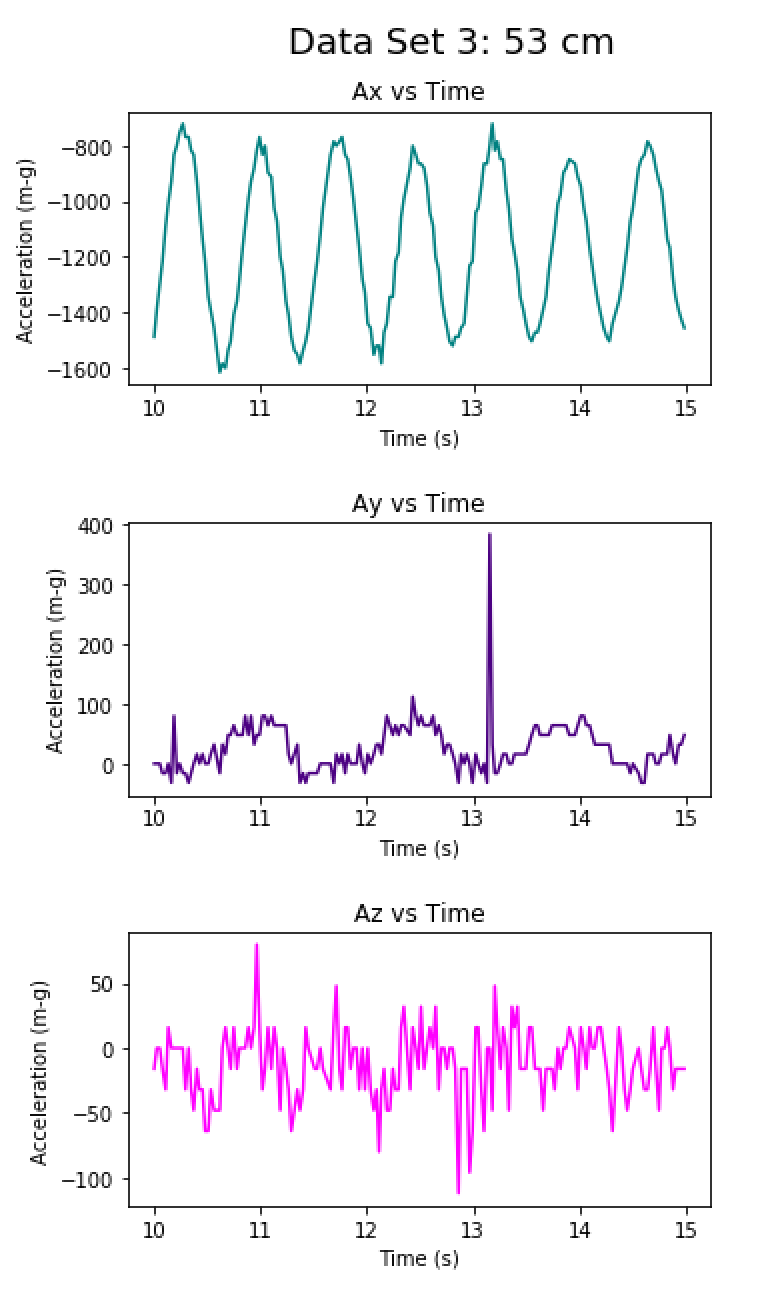 Data Set 3: 53 cm
Ax vs Time
Acceleration (m-g)
−800
−1000
−1200
−1400
−1600
10 11 12 13 14 15
Time (s)
Ay vs Time
Acceleration (m-g)
400
300
200
100
0
10 11 12 13 14 15
Time (s)
Az vs Time
Acceleration (m-g)
50
0
−50
−100
10 11 12 13 14 15
Time (s)